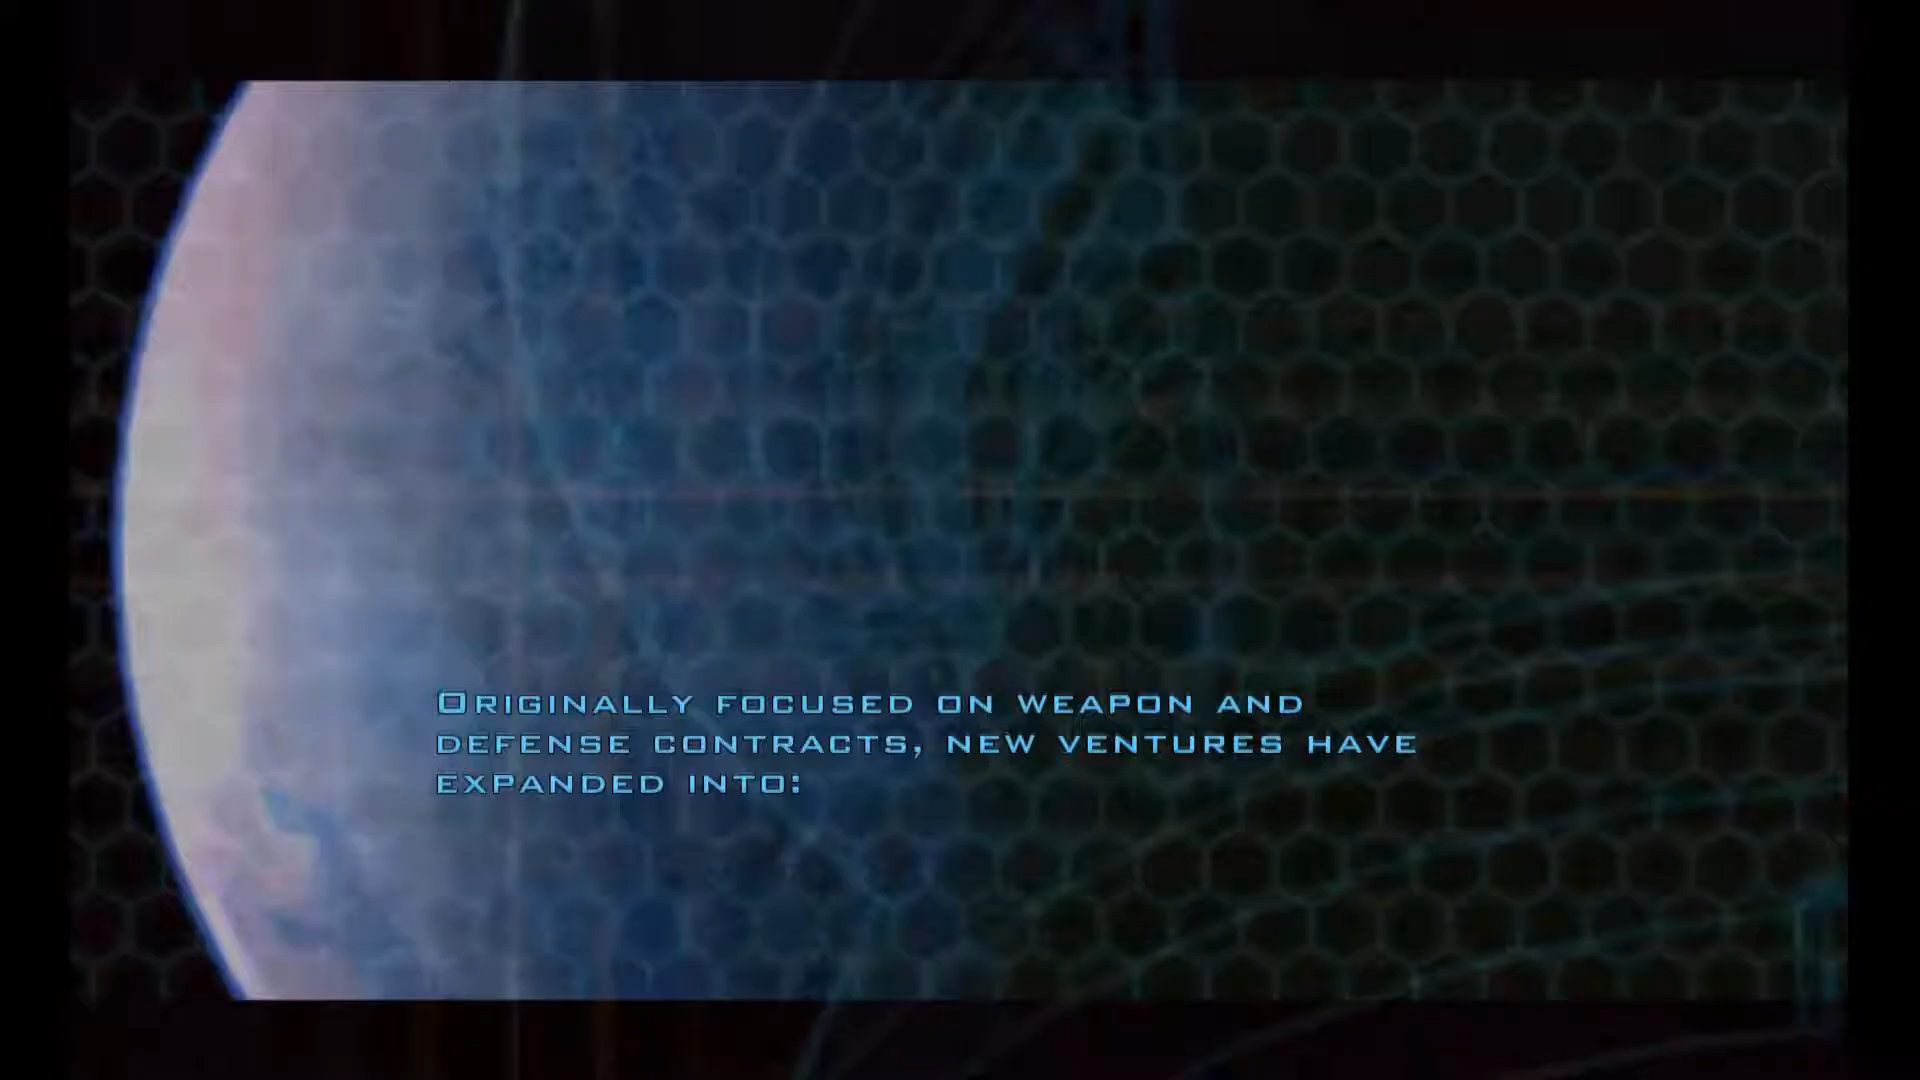 Originally focused on weapon and
defense contracts, new ventures have
expanded into: